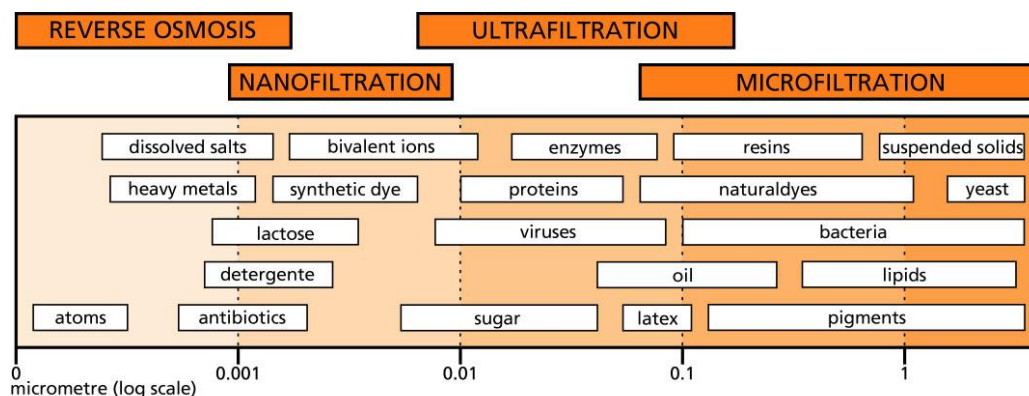 REVERSE OSMOSIS
ULTRAFILTRATION
NANOFILTRATION
MICROFILTRATION
dissolved salts
bivalent ions
enzymes
resins
suspended solids
heavy metals
synthetic dye
proteins
naturaldyes
yeast
lactose
viruses
bacteria
detergente
oil
lipids
atoms
antibiotics
sugar
latex
pigments
0
0.001
0.01
0.1
1
micrometre (log scale)